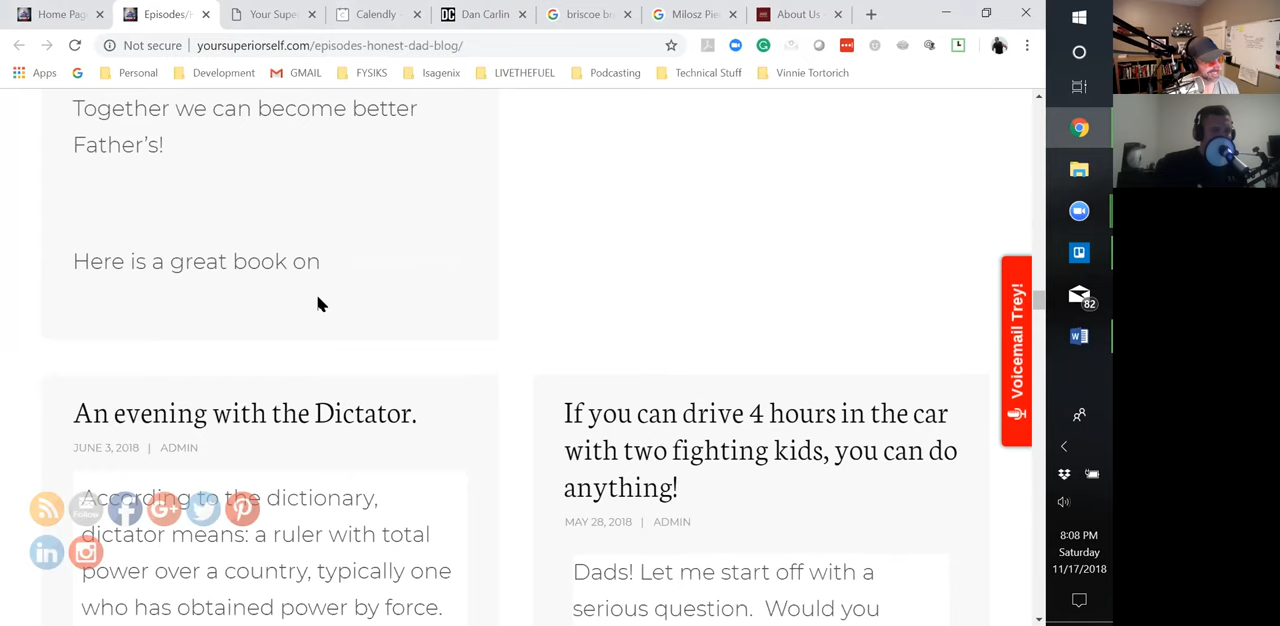 Home Pag
Episodes/H
Your Supe
Calendly -
Dan Carlin
briscoe br
Milosz Pie
About Us -
Not secure | yoursuperiorself.com/episodes-honest-dad-blog/
Apps
Personal
Development
GMAIL
FYSIKS
Isagenix
LIVETHEFUEL
Podcasting
Technical Stuff
Vinnie Tortorich
Together we can become better
Father's!
Here is a great book on
Voicemail Trey!
An evening with the Dictator.
JUNE 3, 2018 | ADMIN
According to the dictionary,
dictator means: a ruler with total
power over a country, typically one
who has obtained power by force.
Follow
If you can drive 4 hours in the car
with two fighting kids, you can do
anything!
MAY 28, 2018 | ADMIN
Dads! Let me start off with a
serious question. Would you
82
8:08 PM
Saturday
11/17/2018